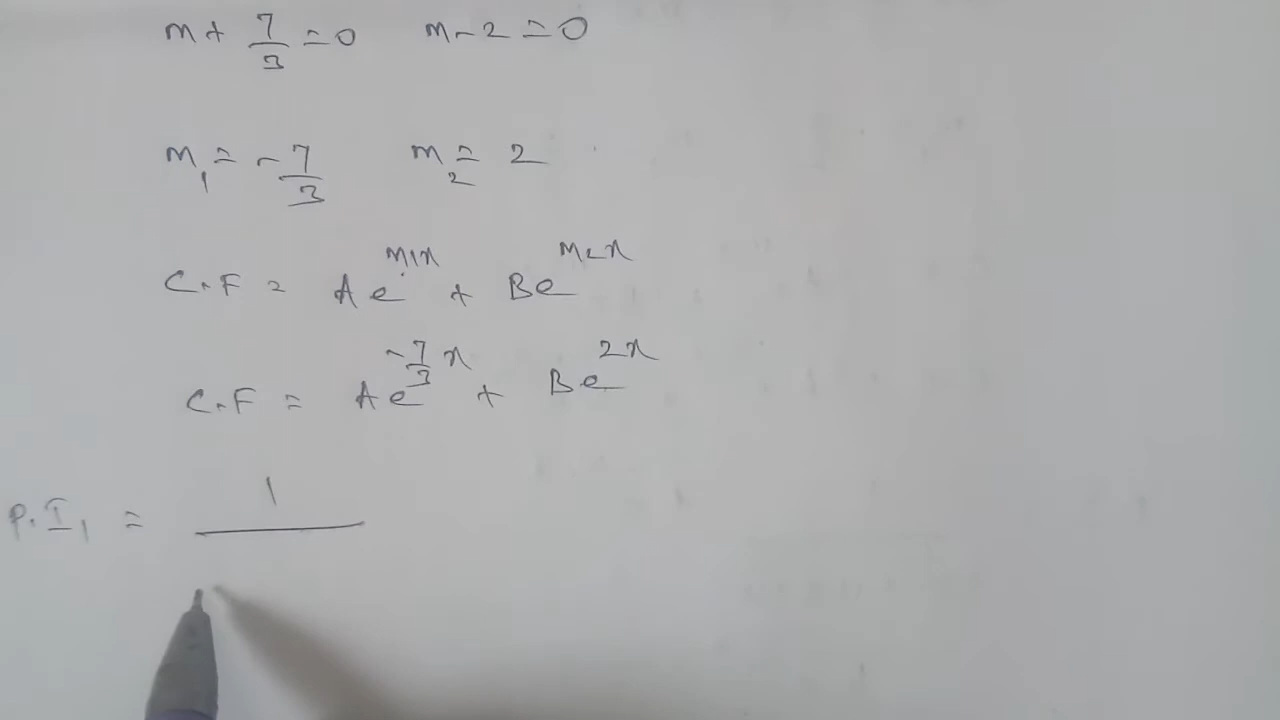 m + 7/3 = 0 m - 2 = 0
m₁ = -7/3 m₂ = 2
C.F = Ae^{m₁x} + Be^{m₂x}
C.F = Ae^{-7/3 x} + Be^{2x}
P.I₁ = 1/